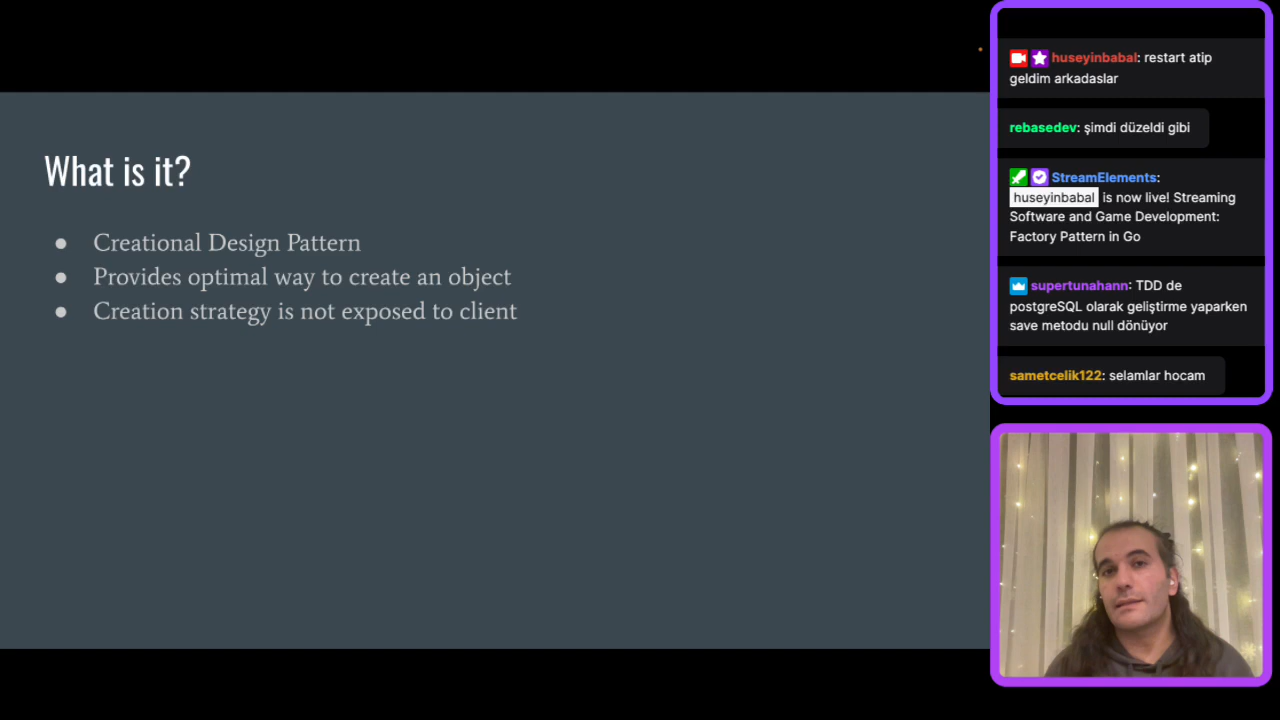 What is it?
● Creational Design Pattern
● Provides optimal way to create an object
● Creation strategy is not exposed to client
huseyinbabal: restart atip
geldim arkadaslar
rebasedev: şimdi düzeldi gibi
StreamElements:
huseyinbabal is now live! Streaming
Software and Game Development:
Factory Pattern in Go
supertunahann: TDD de
postgreSQL olarak geliştirme yaparken
save metodu null dönüyor
sametcelik122: selamlar hocam